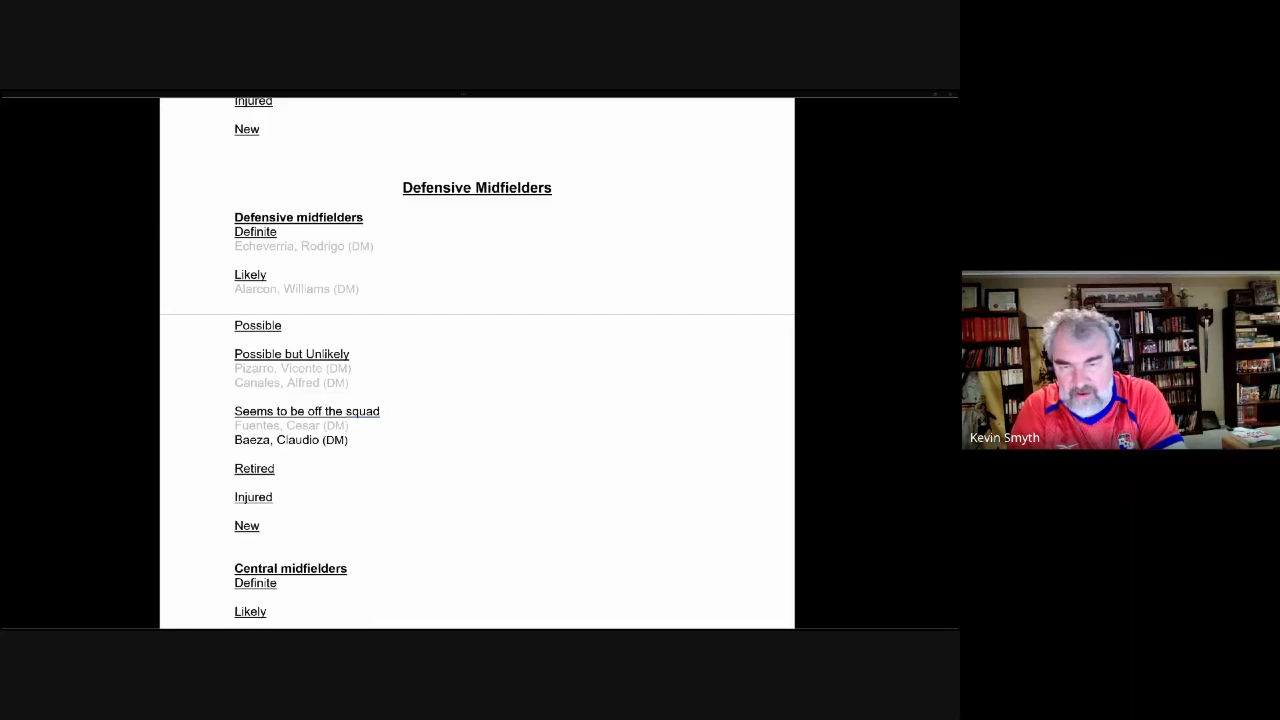 Injured
New
Defensive Midfielders
Defensive midfielders
Definite
Echeverria, Rodrigo (DM)
Likely
Alarcon, Williams (DM)
Possible
Possible but Unlikely
Pizarro, Vicente (DM)
Canales, Alfred (DM)
Seems to be off the squad
Fuentes, Cesar (DM)
Baeza, Claudio (DM)
Retired
Injured
New
Central midfielders
Definite
Likely
Kevin Smyth